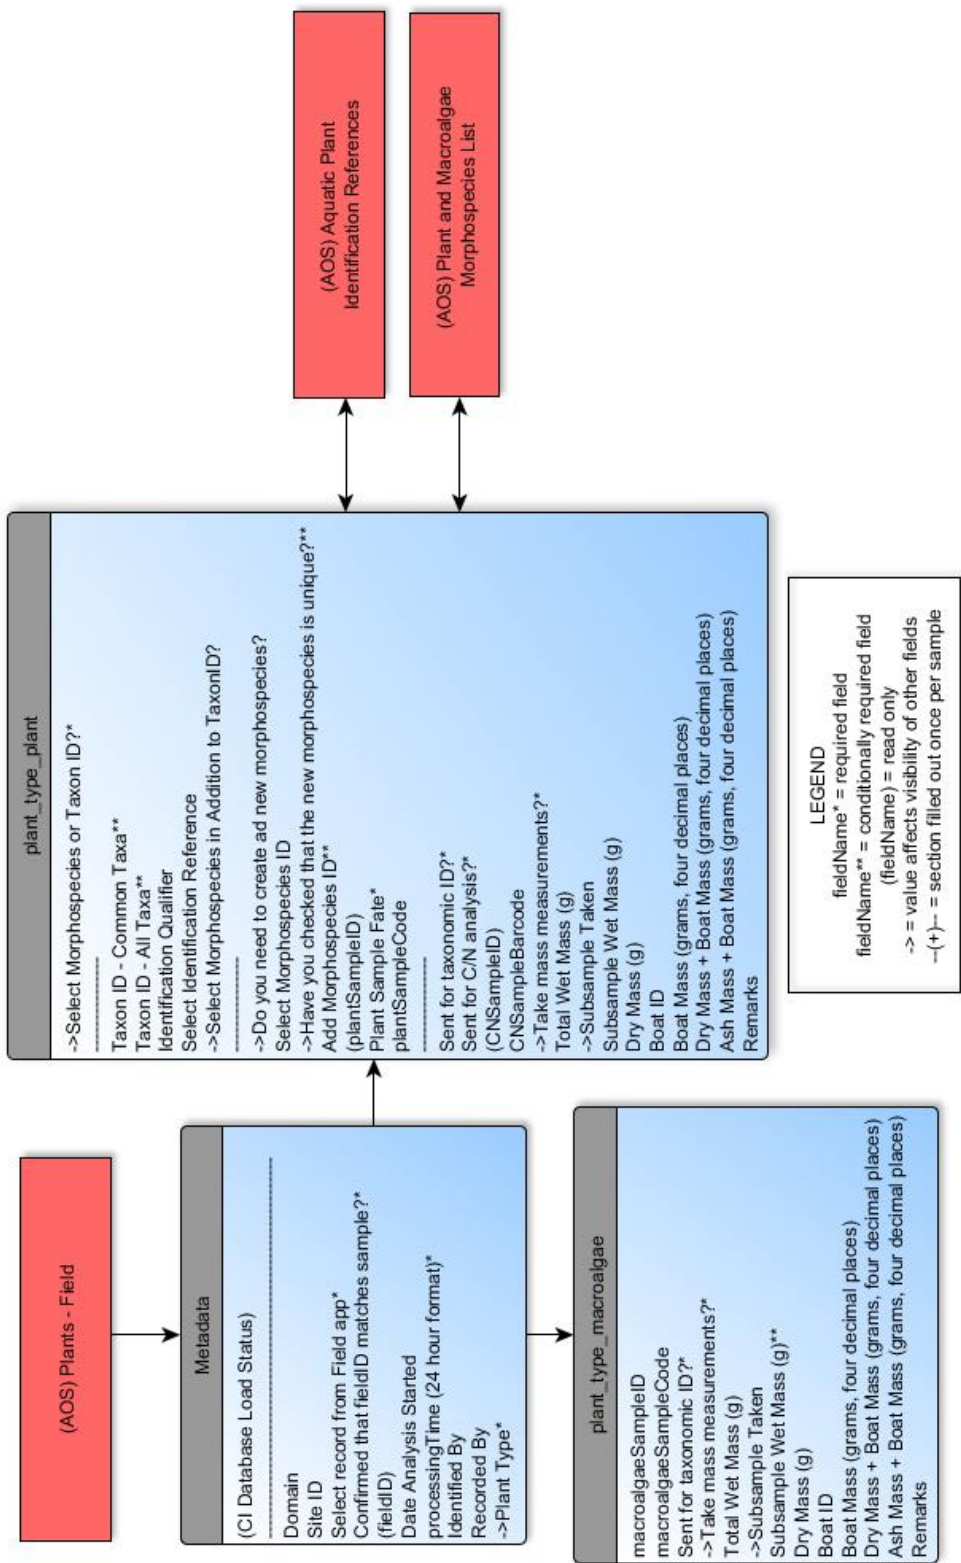 (AOS) Plants - Field
Metadata
(CI Database Load Status)
Domain
Site ID
Select record from Field app*
Confirmed that fieldID matches sample?*
(fieldID)
Date Analysis Started
processingTime (24 hour format)*
Identified By
Recorded By
->Plant Type*
plant_type_macroalgae
macroalgaeSampleID
macroalgaeSampleCode
Sent for taxonomic ID?*
->Take mass measurements?*
Total Wet Mass (g)
->Subsample Taken
Subsample Wet Mass (g)**
Dry Mass (g)
Boat ID
Boat Mass (grams, four decimal places)
Dry Mass + Boat Mass (grams, four decimal places)
Ash Mass + Boat Mass (grams, four decimal places)
Remarks
plant_type_plant
->Select Morphospecies or Taxon ID?*
Taxon ID - Common Taxa**
Taxon ID - All Taxa**
Identification Qualifier
Select Identification Reference
->Select Morphospecies in Addition to TaxonID?
->Do you need to create ad new morphospecies?
Select Morphospecies ID
->Have you checked that the new morphospecies is unique?**
Add Morphospecies ID**
(plantSampleID)
Plant Sample Fate*
plantSampleCode
Sent for taxonomic ID?*
Sent for C/N analysis?*
(CNSampleID)
CNSampleBarcode
->Take mass measurements?*
Total Wet Mass (g)
->Subsample Taken
Subsample Wet Mass (g)
Dry Mass (g)
Boat ID
Boat Mass (grams, four decimal places)
Dry Mass + Boat Mass (grams, four decimal places)
Ash Mass + Boat Mass (grams, four decimal places)
Remarks
LEGEND
fieldName* = required field
fieldName** = conditionally required field
(fieldName) = read only
-> = value affects visibility of other fields
--(+)-- = section filled out once per sample
(AOS) Aquatic Plant
Identification References
(AOS) Plant and Macroalgae
Morphospecies List